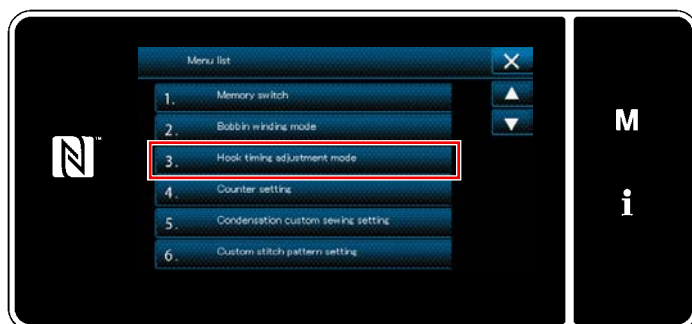 Menu list
1. Memory switch
2. Bobbin winding mode
3. Hook timing adjustment mode
4. Counter setting
5. Condensation custom sewing setting
6. Custom stitch pattern setting
M
i
N